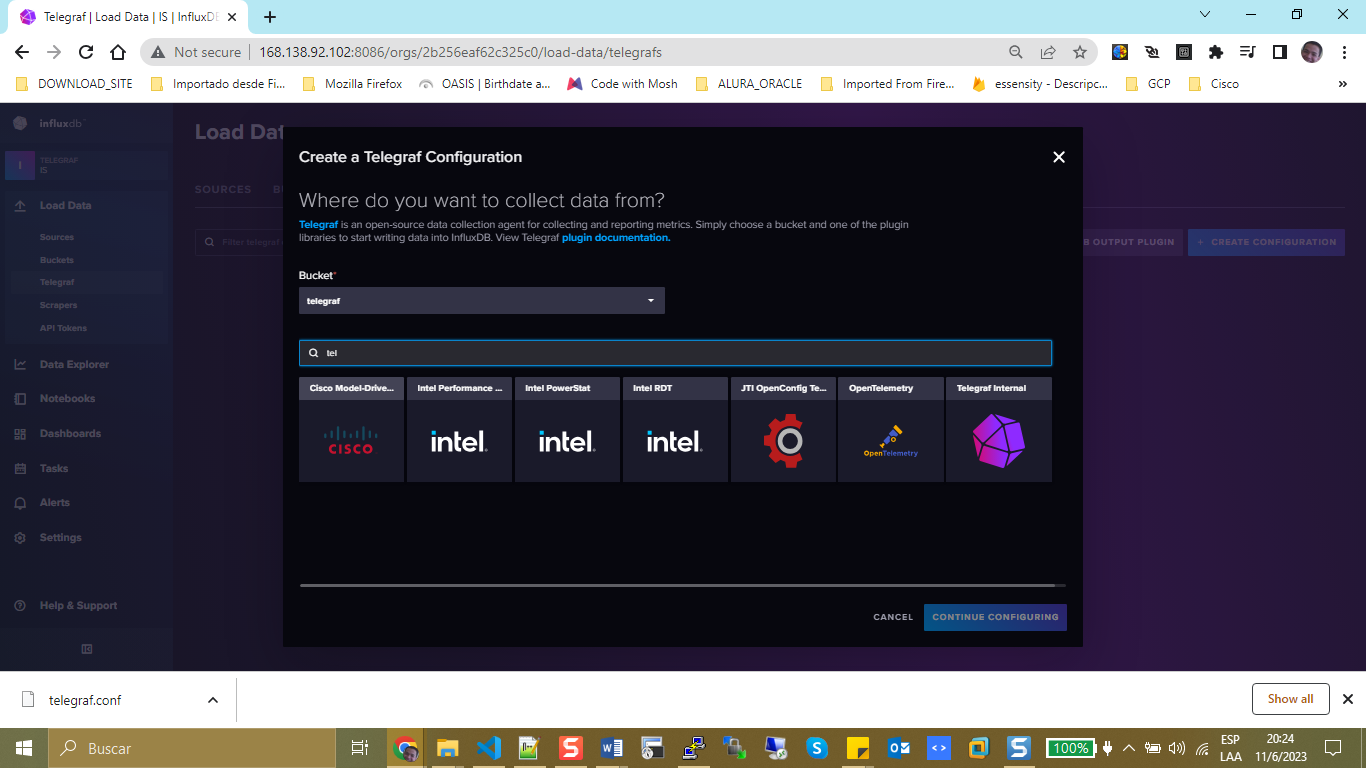 Telegraf | Load Data | IS | InfluxDB
Not secure | 168.138.92.102:8086/orgs/2b256eaf62c325c0/load-data/telegrafs
DOWNLOAD_SITE
Importado desde Fi...
Mozilla Firefox
OASIS | Birthdate a...
Code with Mosh
ALURA_ORACLE
Imported From Fire...
essensity - Descripc...
GCP
Cisco
»
influxdb
I
TELEGRAF
IS
Load Data
Sources
Buckets
Telegraf
Scrapers
API Tokens
Data Explorer
Notebooks
Dashboards
Tasks
Alerts
Settings
Help & Support
Load Dat
SOURCES B
Filter telegraf
B OUTPUT PLUGIN
+ CREATE CONFIGURATION
Create a Telegraf Configuration
Where do you want to collect data from?
Telegraf is an open-source data collection agent for collecting and reporting metrics. Simply choose a bucket and one of the plugin
libraries to start writing data into InfluxDB. View Telegraf plugin documentation.
Bucket*
telegraf
tel
Cisco Model-Drive...
Intel Performance ...
Intel PowerStat
Intel RDT
JTI OpenConfig Te...
OpenTelemetry
Telegraf Internal
CISCO
intel.
intel.
intel.
OpenTelemetry
CANCEL
CONTINUE CONFIGURING
telegraf.conf
Show all
Buscar
100%
ESP
LAA
20:24
11/6/2023